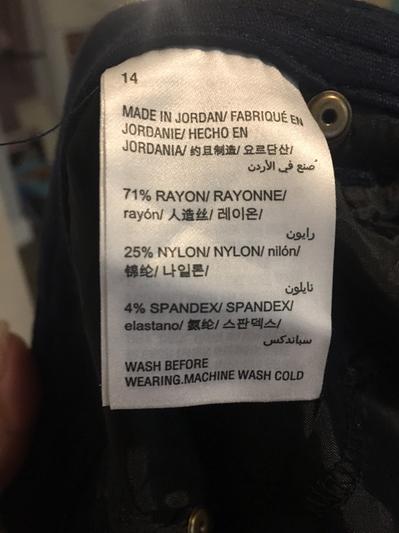 14
MADE IN JORDAN/ FABRIQUÉ EN
JORDANIE/ HECHO EN
JORDANIA/ 约旦制造/ 요르단산/
صنع في الأردن
71% RAYON/ RAYONNE/
rayón/ 人造丝/ 레이온/
رايون
25% NYLON/ NYLON/ nilón/
锦纶/ 나일론/
نايلون
4% SPANDEX/ SPANDEX/
elastano/ 氨纶/ 스판덱스/
سباندكس
WASH BEFORE
WEARING.MACHINE WASH COLD